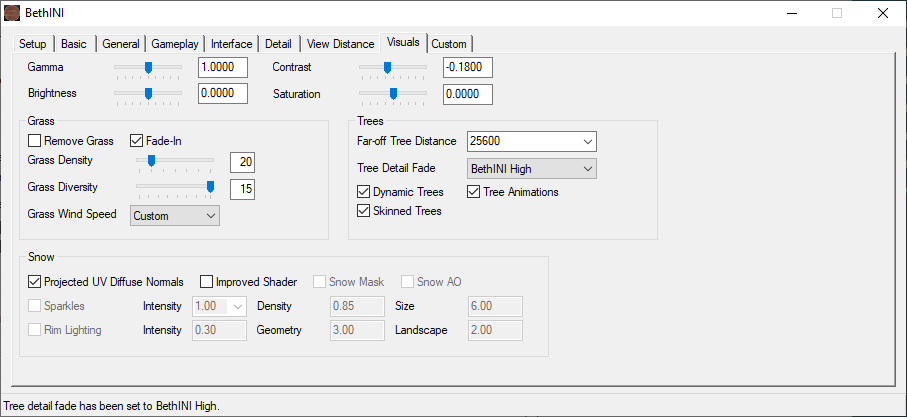 BethINI
Setup Basic General Gameplay Interface Detail View Distance Visuals Custom
Gamma 1.0000 Contrast -0.1800
Brightness 0.0000 Saturation 0.0000
Grass Trees
Remove Grass Fade-In Far-off Tree Distance 25600
Grass Density 20 Tree Detail Fade BethINI High
Grass Diversity 15 Dynamic Trees Tree Animations
Grass Wind Speed Custom Skinned Trees
Snow
Projected UV Diffuse Normals Improved Shader Snow Mask Snow AO
Sparkles Intensity 1.00 Density 0.85 Size 6.00
Rim Lighting Intensity 0.30 Geometry 3.00 Landscape 2.00
Tree detail fade has been set to BethINI High.